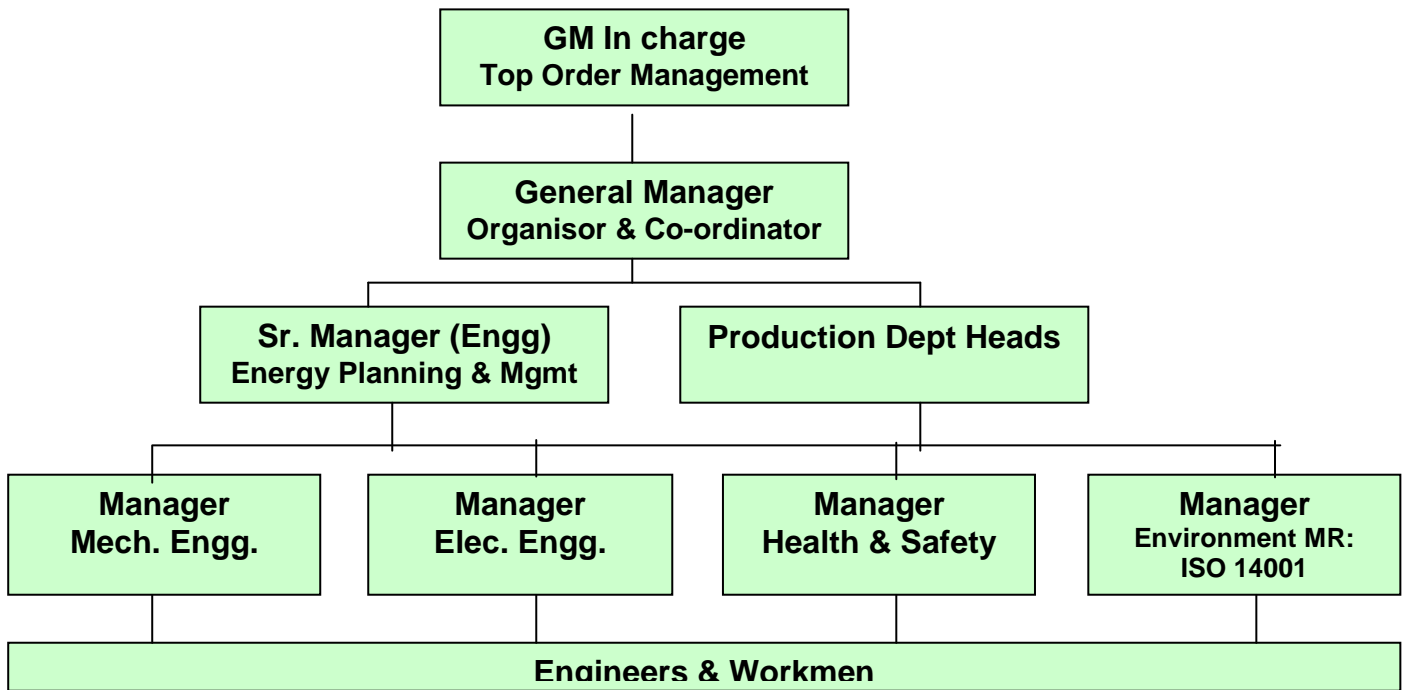 GM In charge
Top Order Management
General Manager
Organisor & Co-ordinator
Sr. Manager (Engg)
Energy Planning & Mgmt
Production Dept Heads
Manager
Mech. Engg.
Manager
Elec. Engg.
Manager
Health & Safety
Manager
Environment MR:
ISO 14001
Engineers & Workmen